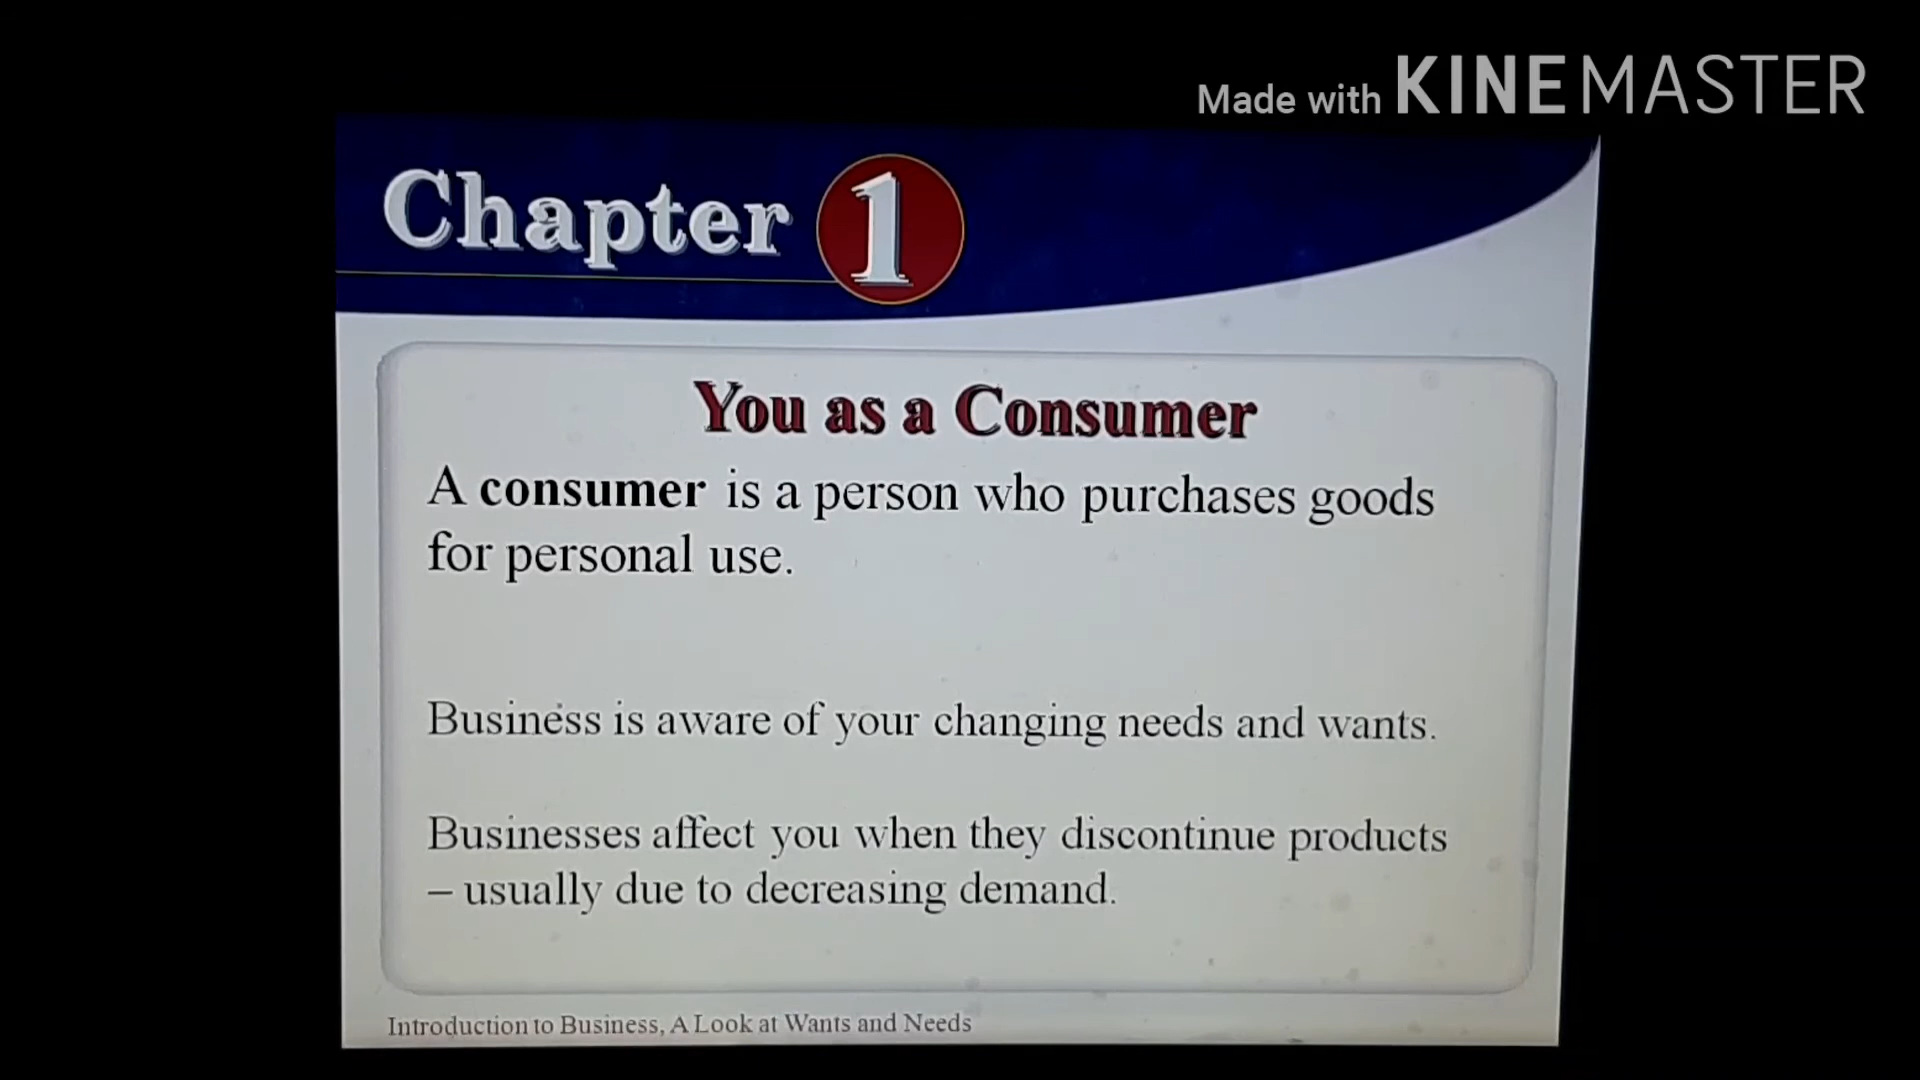 Made with KINEMASTER
Chapter 1
You as a Consumer
A consumer is a person who purchases goods
for personal use.
Business is aware of your changing needs and wants.
Businesses affect you when they discontinue products
– usually due to decreasing demand.
Introduction to Business, A Look at Wants and Needs